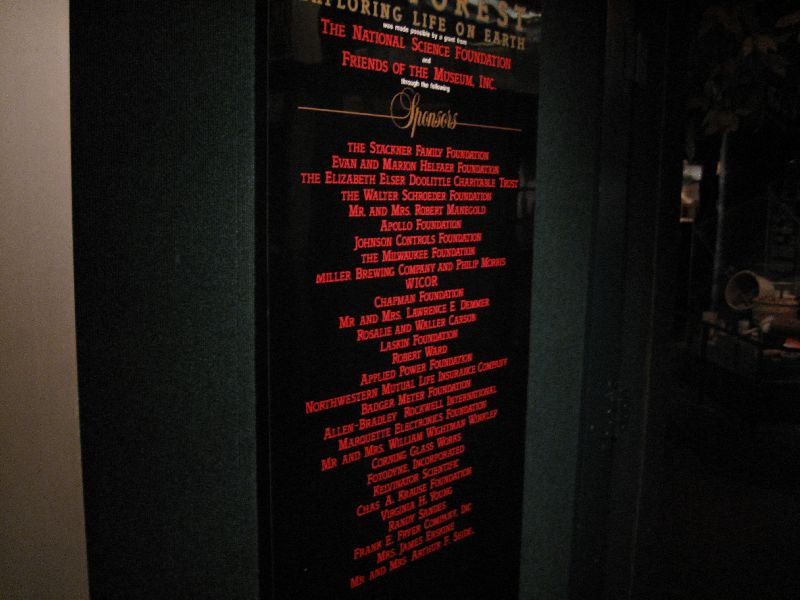 FOREST
EXPLORING LIFE ON EARTH
was made possible by a grant from
THE NATIONAL SCIENCE FOUNDATION
and
FRIENDS OF THE MUSEUM, INC.
through the following
Sponsors
THE STACKNER FAMILY FOUNDATION
EVAN AND MARION HELFAER FOUNDATION
THE ELIZABETH ELSER DOOLITTLE CHARITABLE TRUST
THE WALTER SCHROEDER FOUNDATION
MR. AND MRS. ROBERT MANEGOLD
APOLLO FOUNDATION
JOHNSON CONTROLS FOUNDATION
THE MILWAUKEE FOUNDATION
MILLER BREWING COMPANY AND PHILIP MORRIS
WICOR
CHAPMAN FOUNDATION
MR AND MRS. LAWRENCE E. DEMMER
ROSALIE AND WALLER CARSON
LASKIN FOUNDATION
ROBERT WARD
APPLIED POWER FOUNDATION
NORTHWESTERN MUTUAL LIFE INSURANCE COMPANY
BADGER METER FOUNDATION
ALLEN-BRADLEY ROCKWELL INTERNATIONAL
MARQUETTE ELECTRONICS FOUNDATION
MR AND MRS. WILLIAM WIGHTMAN WINKLER
CORNING GLASS WORKS
FOTODYNE, INCORPORATED
KELVINATOR SCIENTIFIC
CHAS A. KRAUSE FOUNDATION
VIRGINIA H. YOUNG
RANDY SANDES
FRANK E. FRYER COMPANY, INC
MRS. JAMES ERSKINE
MR AND MRS ARTHUR F. SEIDE.